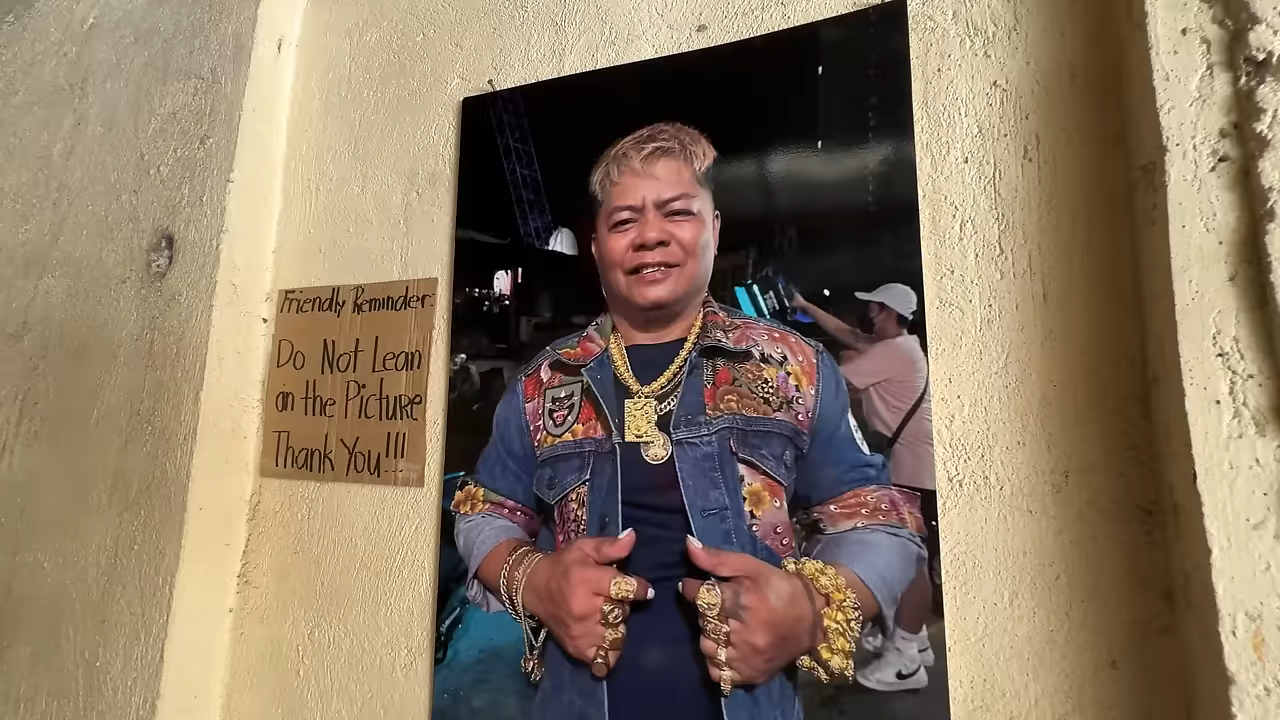 Friendly Reminder:
Do Not Lean
on the Picture
Thank You!!!